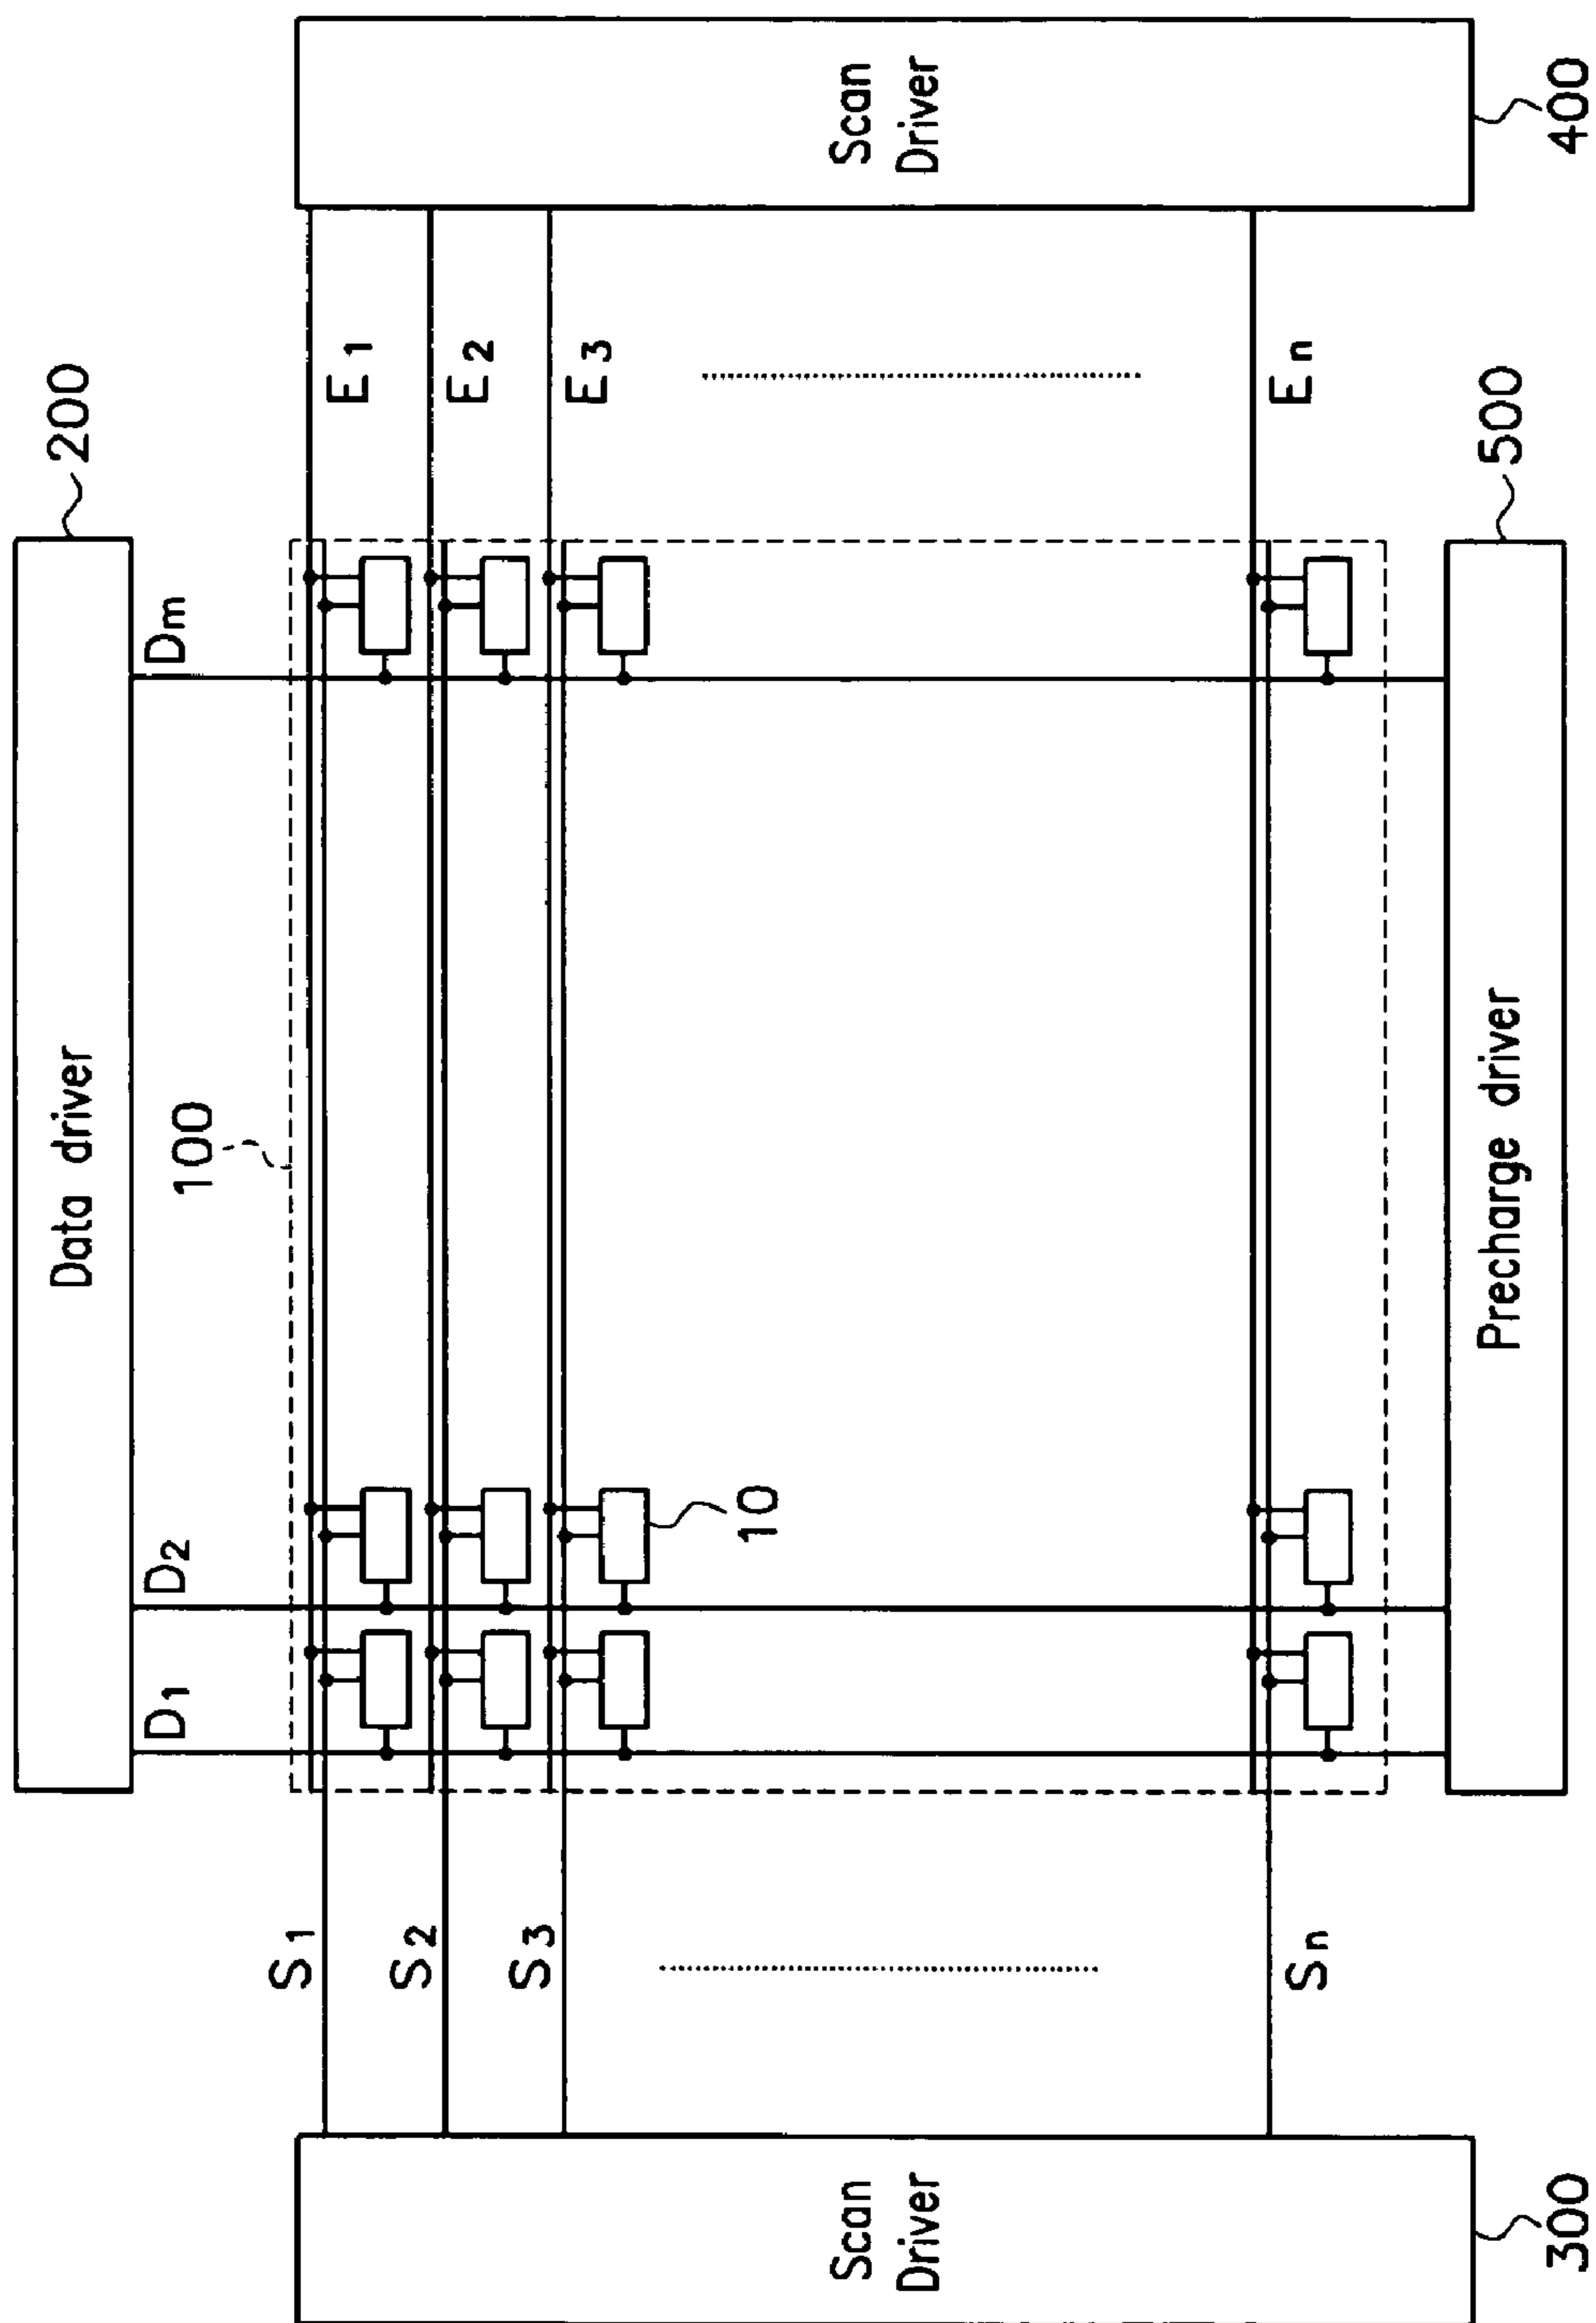 200
Data driver
D1
D2
Dm
100
S1
S2
S3
Sn
E1
E2
E3
En
10
Scan
Driver
300
Scan
Driver
400
Precharge driver
500